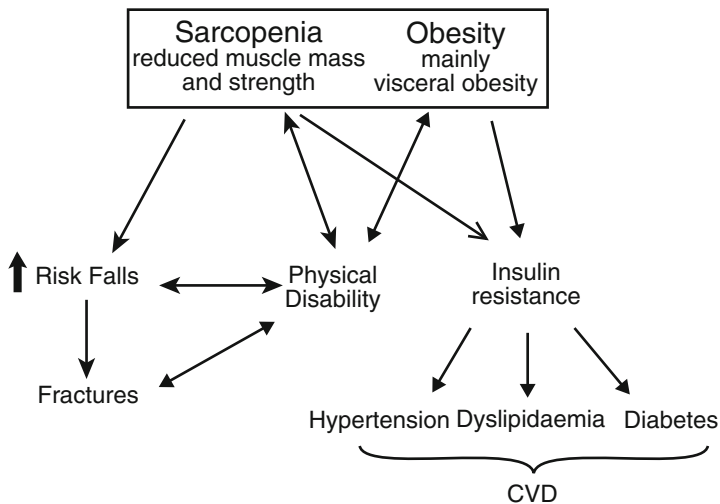 Sarcopenia
reduced muscle mass
and strength
Obesity
mainly
visceral obesity
Risk Falls
Physical
Disability
Insulin
resistance
Fractures
Hypertension
Dyslipidaemia
Diabetes
CVD